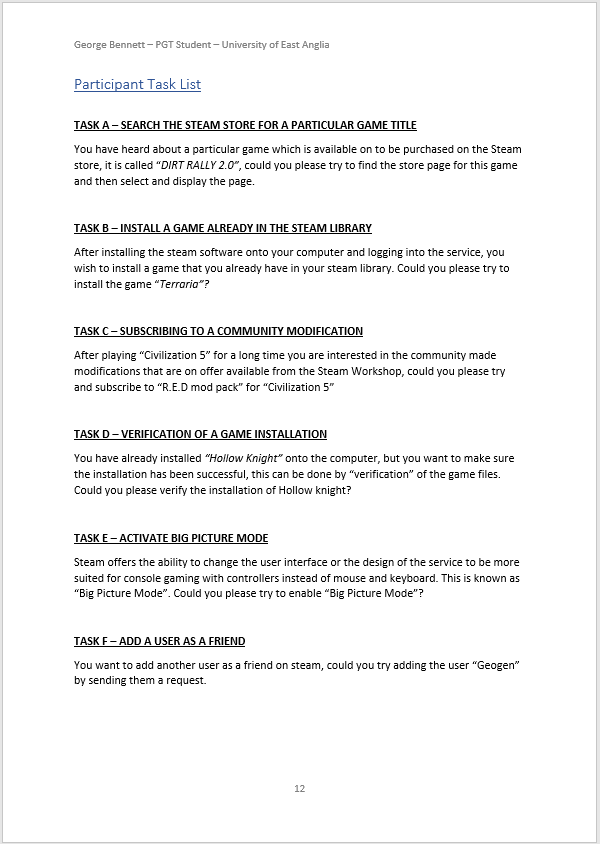 George Bennett – PGT Student – University of East Anglia
Participant Task List
TASK A – SEARCH THE STEAM STORE FOR A PARTICULAR GAME TITLE
You have heard about a particular game which is available on to be purchased on the Steam
store, it is called “DIRT RALLY 2.0”, could you please try to find the store page for this game
and then select and display the page.
TASK B – INSTALL A GAME ALREADY IN THE STEAM LIBRARY
After installing the steam software onto your computer and logging into the service, you
wish to install a game that you already have in your steam library. Could you please try to
install the game “Terraria”?
TASK C – SUBSCRIBING TO A COMMUNITY MODIFICATION
After playing “Civilization 5” for a long time you are interested in the community made
modifications that are on offer available from the Steam Workshop, could you please try
and subscribe to “R.E.D mod pack” for “Civilization 5”
TASK D – VERIFICATION OF A GAME INSTALLATION
You have already installed “Hollow Knight” onto the computer, but you want to make sure
the installation has been successful, this can be done by “verification” of the game files.
Could you please verify the installation of Hollow knight?
TASK E – ACTIVATE BIG PICTURE MODE
Steam offers the ability to change the user interface or the design of the service to be more
suited for console gaming with controllers instead of mouse and keyboard. This is known as
“Big Picture Mode”. Could you please try to enable “Big Picture Mode”?
TASK F – ADD A USER AS A FRIEND
You want to add another user as a friend on steam, could you try adding the user “Geogen”
by sending them a request.
12